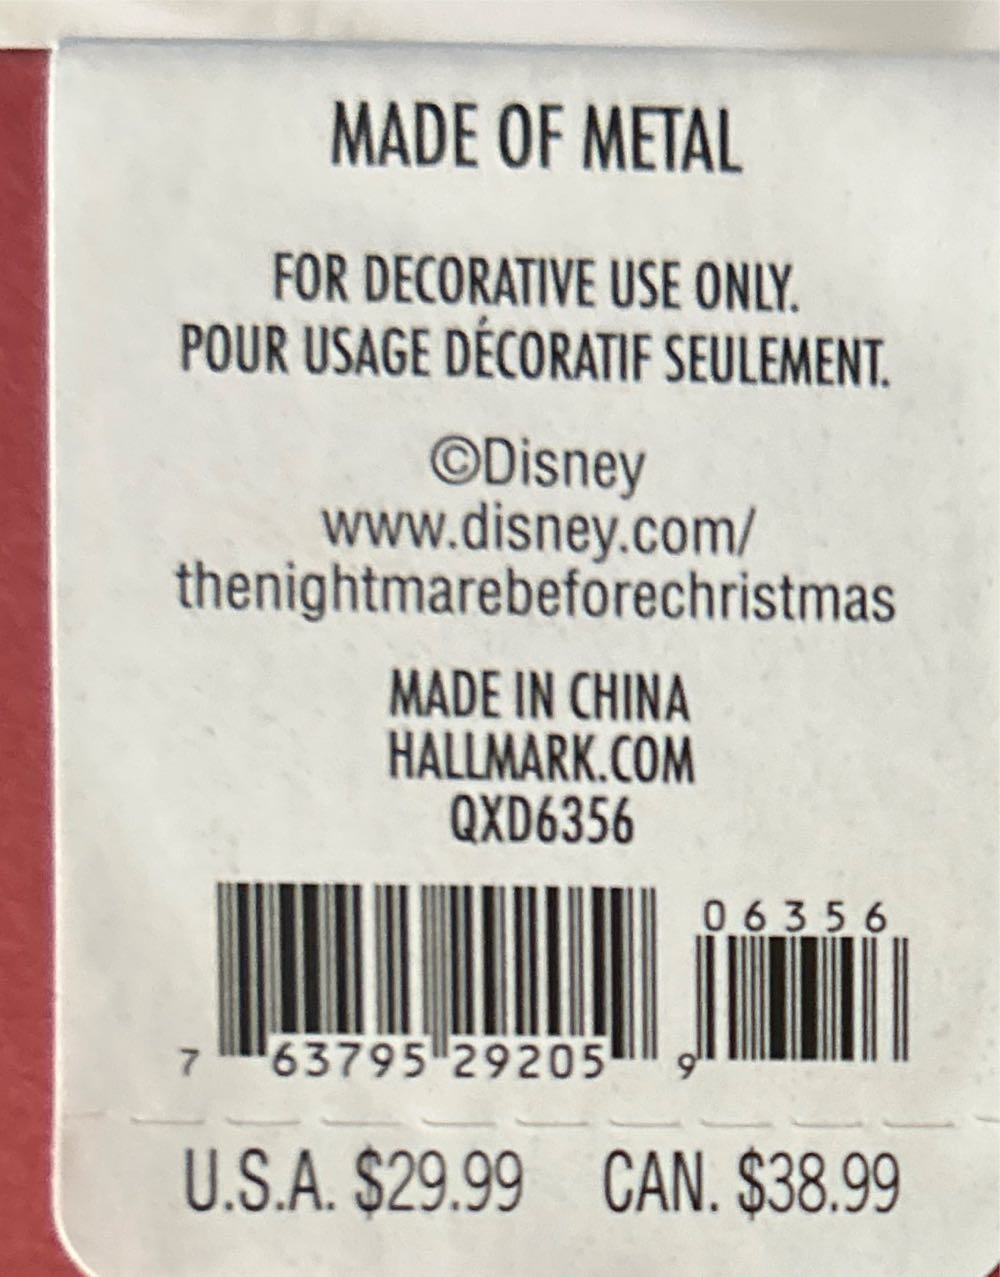 MADE OF METAL
FOR DECORATIVE USE ONLY.
POUR USAGE DÉCORATIF SEULEMENT.
©Disney
www.disney.com/
thenightmarebeforechristmas
MADE IN CHINA
HALLMARK.COM
QXD6356
06356
7 63795 29205 9
U.S.A. $29.99 CAN. $38.99